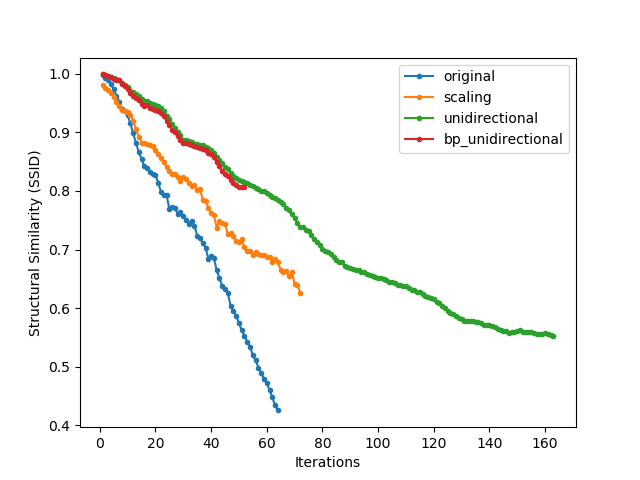 original
scaling
unidirectional
bp_unidirectional
Structural Similarity (SSID)
1.0
0.9
0.8
0.7
0.6
0.5
0.4
0 20 40 60 80 100 120 140 160
Iterations